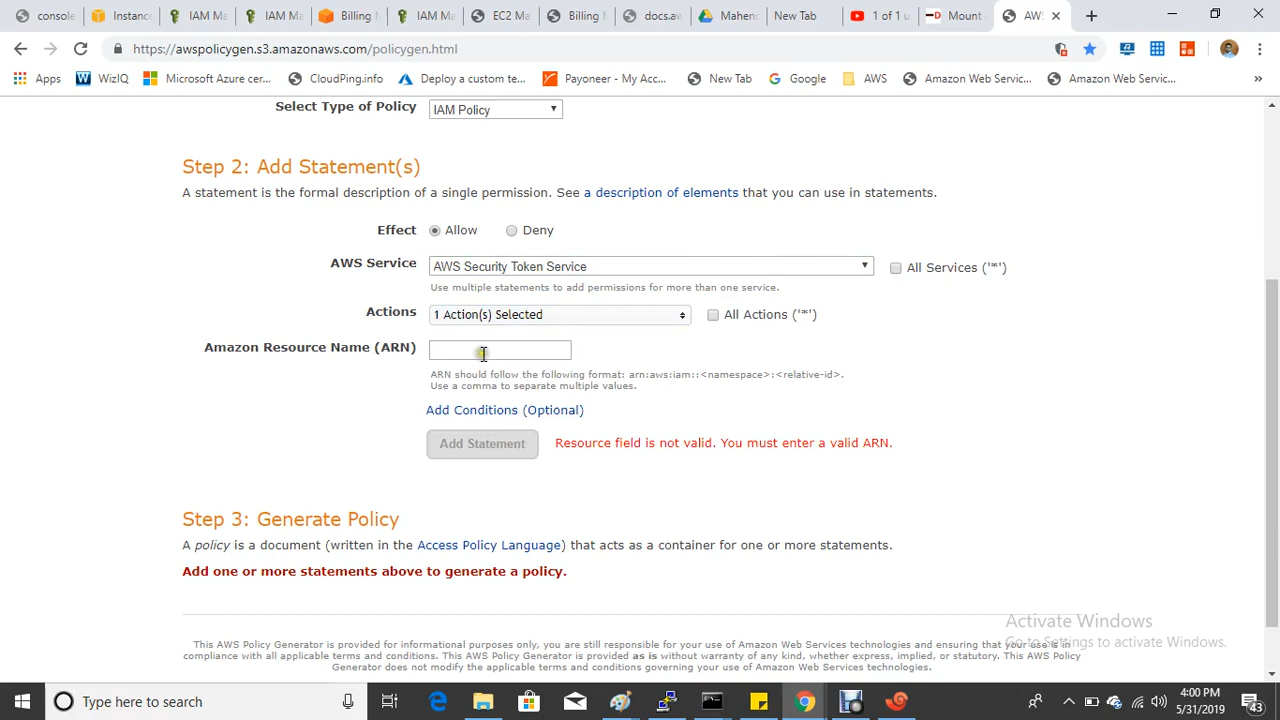 consol
Instanc
IAM Ma
IAM Ma
Billing M
IAM Ma
EC2 Ma
Billing M
docs.aw
Mahend
New Tab
1 of 1 u
Mount
AWS
https://awspolicygen.s3.amazonaws.com/policygen.html
Apps
WizIQ
Microsoft Azure cer...
CloudPing.info
Deploy a custom te...
Payoneer - My Acc...
New Tab
Google
AWS
Amazon Web Servic...
Amazon Web Servic...
Select Type of Policy
IAM Policy
Step 2: Add Statement(s)
A statement is the formal description of a single permission. See a description of elements that you can use in statements.
Effect
Allow
Deny
AWS Service
AWS Security Token Service
All Services ('*')
Use multiple statements to add permissions for more than one service.
Actions
1 Action(s) Selected
All Actions ('*')
Amazon Resource Name (ARN)
ARN should follow the following format: arn:aws:iam::<namespace>:<relative-id>.
Use a comma to separate multiple values.
Add Conditions (Optional)
Add Statement
Resource field is not valid. You must enter a valid ARN.
Step 3: Generate Policy
A policy is a document (written in the Access Policy Language) that acts as a container for one or more statements.
Add one or more statements above to generate a policy.
Activate Windows
Go to Settings to activate Windows.
This AWS Policy Generator is provided for informational purposes only, you are still responsible for your use of Amazon Web Services technologies and ensuring that your use is in
compliance with all applicable terms and conditions. This AWS Policy Generator is provided as is without warranty of any kind, whether express, implied, or statutory. This AWS Policy
Generator does not modify the applicable terms and conditions governing your use of Amazon Web Services technologies.
Type here to search
4:00 PM
5/31/2019
43